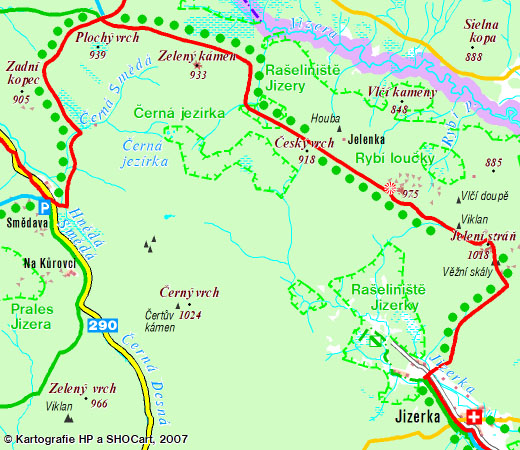 Plochý vrch
939
Zelený kámen
933
Jizera
Sielna
kopa
888
Zadní
kopec
905
Černá Smědá
Rašeliniště
Jizery
Vlčí kameny
848
Černá jezírka
Houba
Jelenka
Černá
jezírka
Český vrch
918
Rybí loučky
885
975
Vlčí doupě
P
Smědava
Hnědá
Smědá
Viklan
Jelení stráň
1018
Na Kůrovci
Věžní skály
Černý vrch
1024
Čertův
kámen
Rašeliniště
Jizerky
Prales
Jizera
290
Černá Desná
Jizerka
Zelený vrch
966
Viklan
Jizerka
© Kartografie HP a SHOCart, 2007